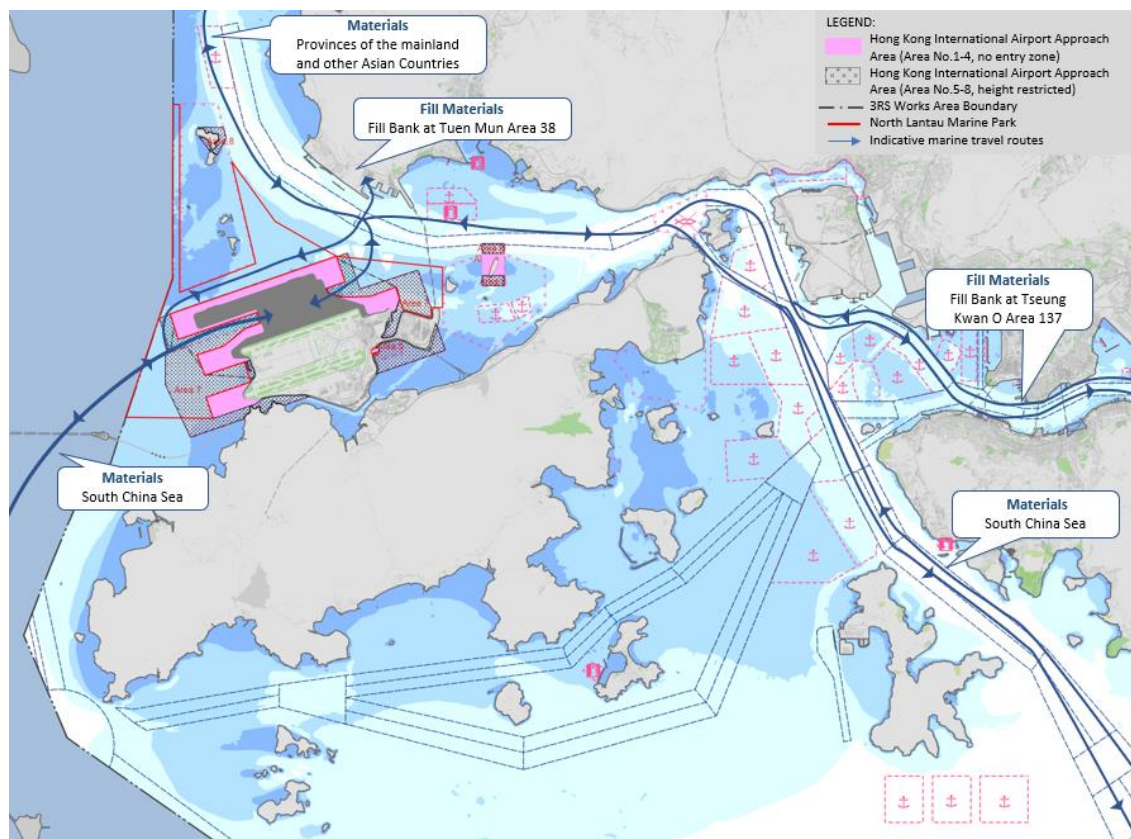 Materials
Provinces of the mainland
and other Asian Countries
LEGEND:
Hong Kong International Airport Approach
Area (Area No.1-4, no entry zone)
Hong Kong International Airport Approach
Area (Area No.5-8, height restricted)
3RS Works Area Boundary
North Lantau Marine Park
Indicative marine travel routes
Fill Materials
Fill Bank at Tuen Mun Area 38
Fill Materials
Fill Bank at Tseung
Kwan O Area 137
Area 7
Materials
South China Sea
Materials
South China Sea